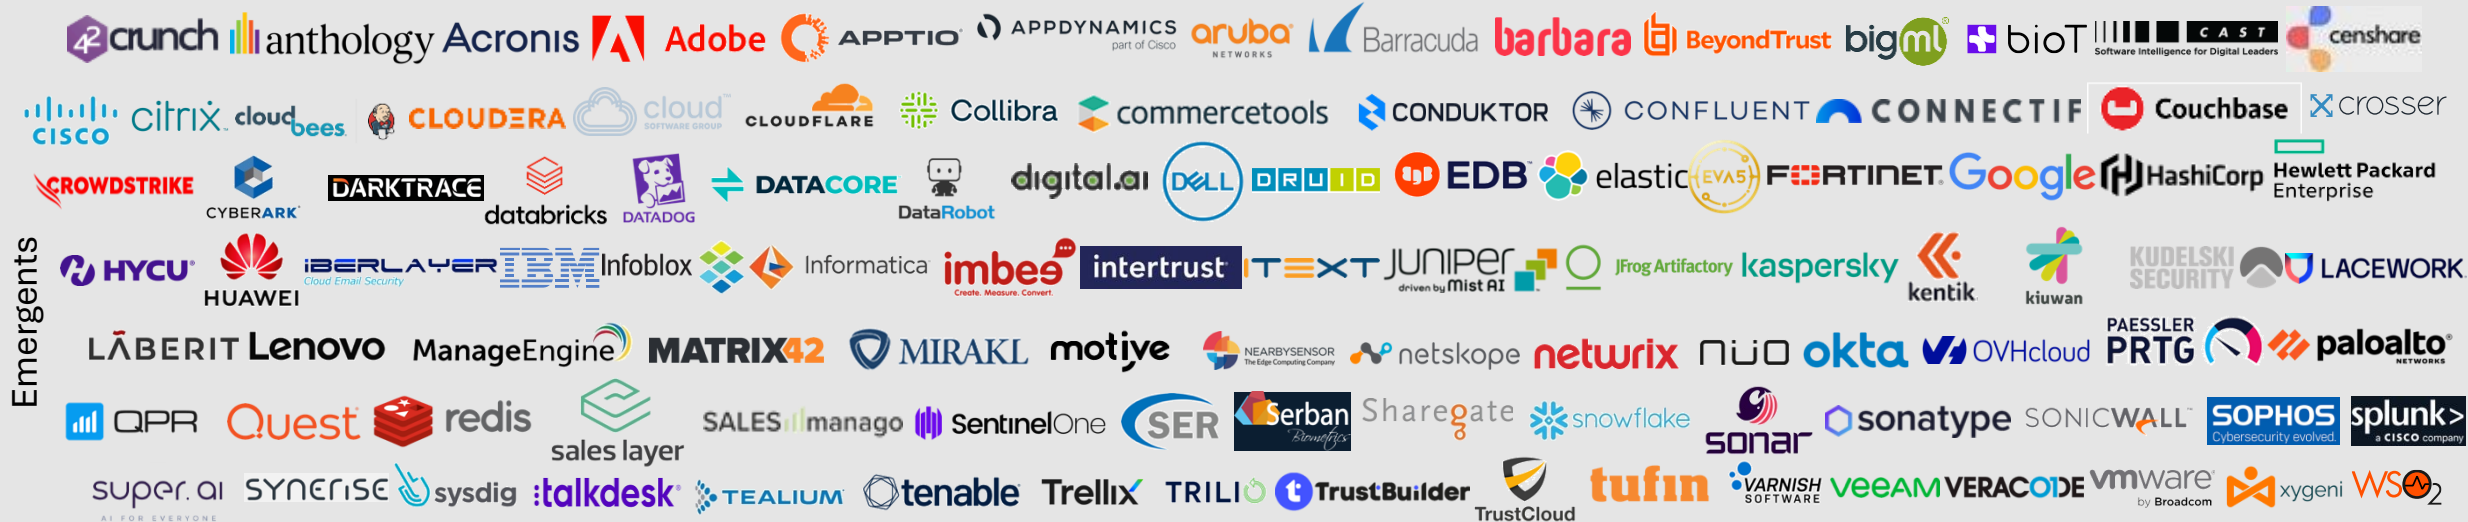 Emergents
42 crunch anthology Acronis Adobe APPTIO APPDYNAMICS part of Cisco aruba NETWORKS Barracuda barbara BeyondTrust bigml bioT CAST Software Intelligence for Digital Leaders censhare
CISCO citrix cloudbees CLOUDERA cloud SOFTWARE GROUP CLOUDFLARE Collibra commercetools CONDUKTOR CONFLUENT CONNECTIF Couchbase crosser
CROWDSTRIKE CYBERARK DARKTRACE databricks DATADOG DATACORE DataRobot digital.ai DELL DRUID EDB elastic EVA5 FORTINET Google HashiCorp Hewlett Packard Enterprise
HYCU HUAWEI IBERLAYER Cloud Email Security IBM Infoblox Informatica imbee Create. Measure. Convert. intertrust ITEXT JUNIPER driven by Mist AI JFrog Artifactory kaspersky kentik kiuwan KUDELSKI SECURITY LACEWORK
LÃBERIT Lenovo ManageEngine MATRIX42 MIRAKL motive NEARBYSENSOR The Edge Computing Company netskope netwrix NUO okta OVHcloud PAESSLER PRTG paloalto NETWORKS
QPR Quest redis sales layer SALESmanago SentinelOne SER Serban Biometrics Sharegate snowflake sonar sonatype SONICWALL SOPHOS Cybersecurity evolved. splunk> a CISCO company
super.AI AI FOR EVERYONE SYNERISE sysdig :talkdesk TEALIUM tenable Trellix TRILIO t TrustBuilder TrustCloud tufin VARNISH SOFTWARE veeAM VERACODE vmware by Broadcom xygeni WSO2